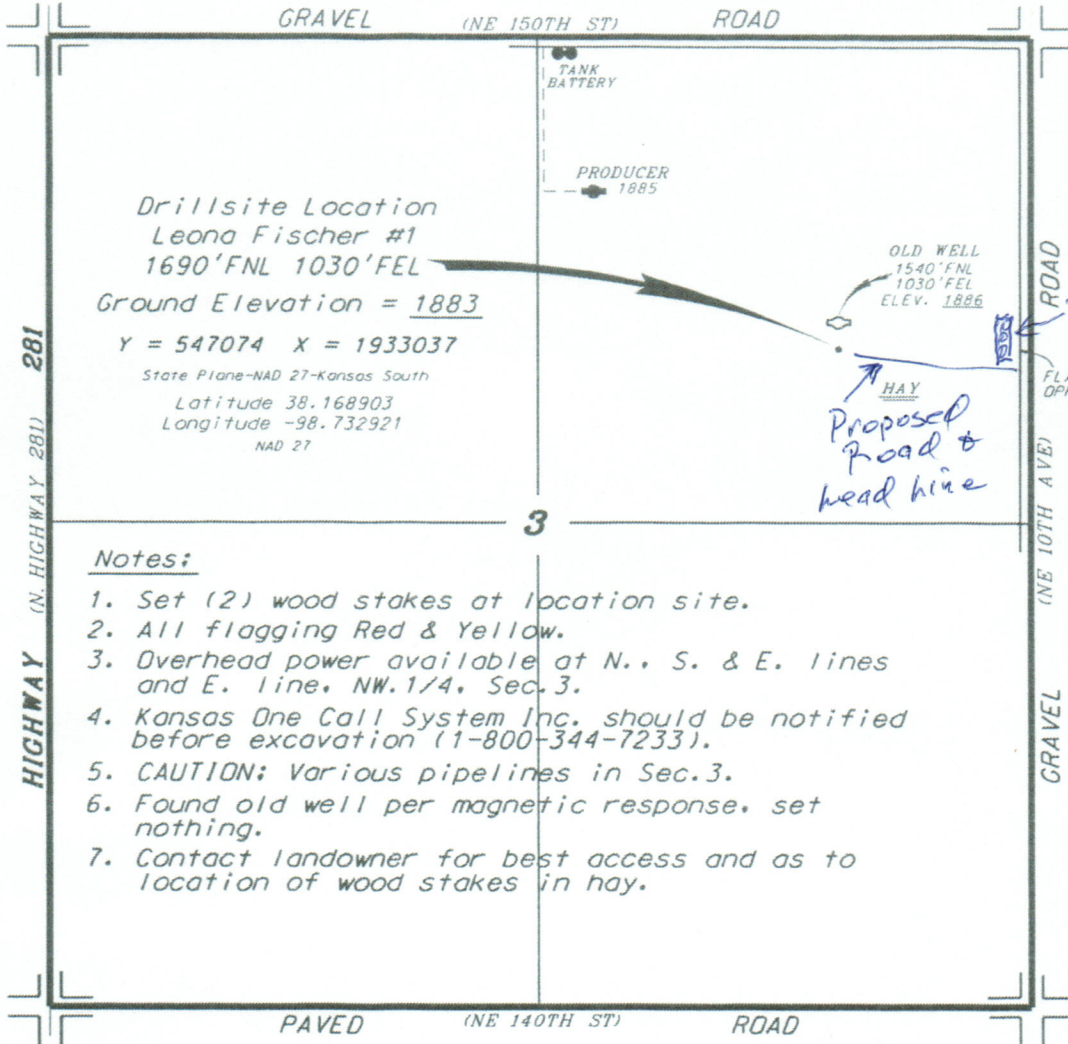 GRAVEL (NE 150TH ST) ROAD
TANK
BATTERY
PRODUCER
1885
Drillsite Location
Leona Fischer #1
1690'FNL 1030'FEL
Ground Elevation = 1883
Y = 547074 X = 1933037
State Plane-NAD 27-Kansas South
Latitude 38.168903
Longitude -98.732921
NAD 27
OLD WELL
1540'FNL
1030'FEL
ELEV. 1886
HAY
Proposed
Road &
Lead Line
HIGHWAY (N. HIGHWAY 281) 281
GRAVEL (NE 10TH AVE) ROAD
3
Notes:
1. Set (2) wood stakes at location site.
2. All flagging Red & Yellow.
3. Overhead power available at N., S. & E. lines
and E. line, NW.1/4, Sec.3.
4. Kansas One Call System Inc. should be notified
before excavation (1-800-344-7233).
5. CAUTION: Various pipelines in Sec.3.
6. Found old well per magnetic response, set
nothing.
7. Contact landowner for best access and as to
location of wood stakes in hay.
PAVED (NE 140TH ST) ROAD